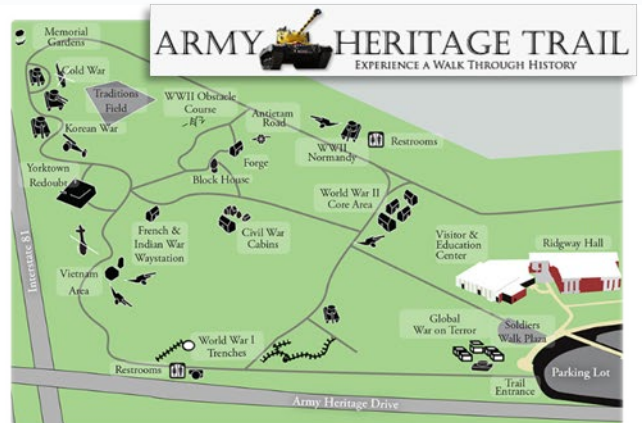 ARMY HERITAGE TRAIL
EXPERIENCE A WALK THROUGH HISTORY
Memorial
Gardens
Cold War
Traditions
Field
WWII Obstacle
Course
Antietam
Road
Korean War
WWII
Normandy
Restrooms
Forge
Block House
Yorktown
Redoubt
World War II
Core Area
French &
Indian War
Waystation
Civil War
Cabins
Visitor &
Education
Center
Ridgway Hall
Interstate 81
Vietnam
Area
Global
War on Terror
Soldiers
Walk Plaza
World War I
Trenches
Restrooms
Trail
Entrance
Parking Lot
Army Heritage Drive